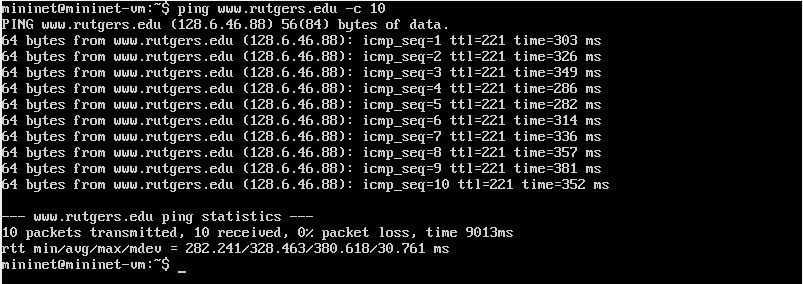 mininet@mininet-vm:~$ ping www.rutgers.edu -c 10
PING www.rutgers.edu (128.6.46.88) 56(84) bytes of data.
64 bytes from www.rutgers.edu (128.6.46.88): icmp_seq=1 ttl=221 time=303 ms
64 bytes from www.rutgers.edu (128.6.46.88): icmp_seq=2 ttl=221 time=326 ms
64 bytes from www.rutgers.edu (128.6.46.88): icmp_seq=3 ttl=221 time=349 ms
64 bytes from www.rutgers.edu (128.6.46.88): icmp_seq=4 ttl=221 time=286 ms
64 bytes from www.rutgers.edu (128.6.46.88): icmp_seq=5 ttl=221 time=282 ms
64 bytes from www.rutgers.edu (128.6.46.88): icmp_seq=6 ttl=221 time=314 ms
64 bytes from www.rutgers.edu (128.6.46.88): icmp_seq=7 ttl=221 time=336 ms
64 bytes from www.rutgers.edu (128.6.46.88): icmp_seq=8 ttl=221 time=357 ms
64 bytes from www.rutgers.edu (128.6.46.88): icmp_seq=9 ttl=221 time=381 ms
64 bytes from www.rutgers.edu (128.6.46.88): icmp_seq=10 ttl=221 time=352 ms
--- www.rutgers.edu ping statistics ---
10 packets transmitted, 10 received, 0% packet loss, time 9013ms
rtt min/avg/max/mdev = 282.241/328.463/380.618/30.761 ms
mininet@mininet-vm:~$ _